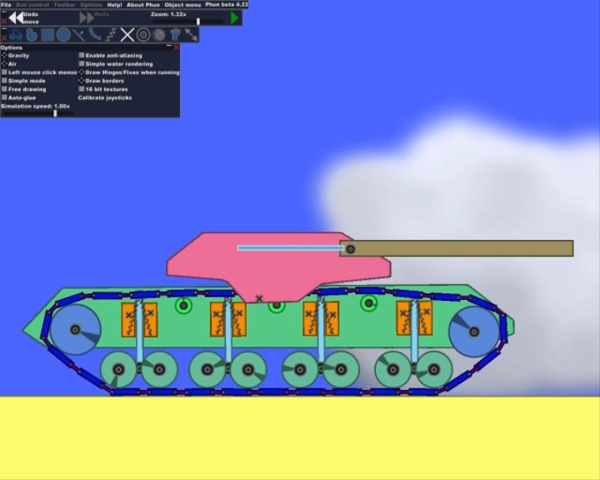 File Sim control Toolbar Options Help! About Phun Object menu Phun beta 4.22
Undo Redo Zoom: 1.32x
move
Options
Gravity Enable anti-aliasing
Air Simple water rendering
Left mouse click menus Draw Hinges/Fixes when running
Simple mode Draw borders
Free drawing 16 bit textures
Auto-glue Calibrate joysticks
Simulation speed: 1.00x